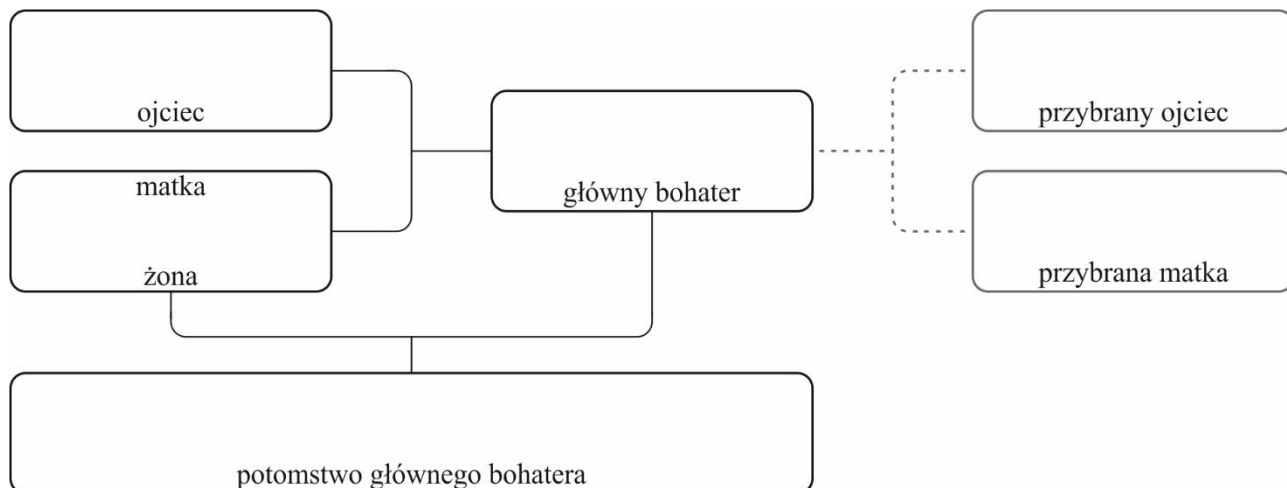 ojciec
matka
żona
główny bohater
przybrany ojciec
przybrana matka
potomstwo głównego bohatera